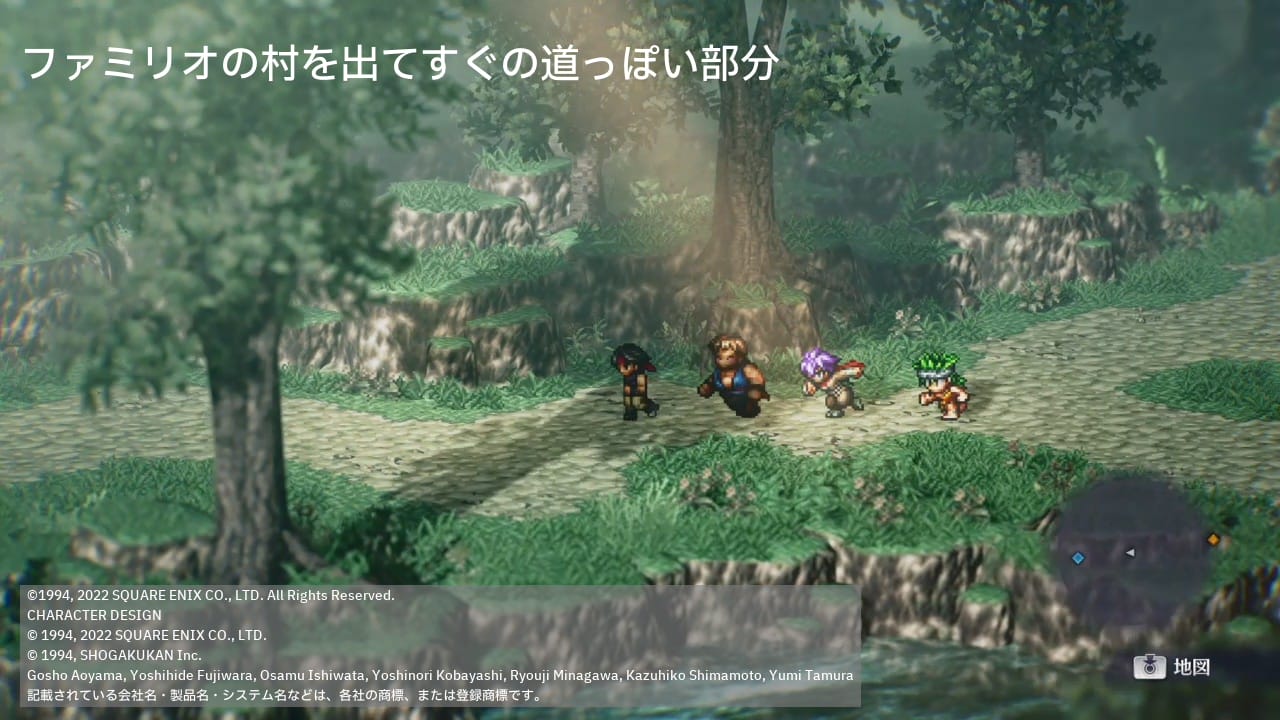 ファミリオの村を出てすぐの道っぽい部分
©1994, 2022 SQUARE ENIX CO., LTD. All Rights Reserved.
CHARACTER DESIGN
© 1994, 2022 SQUARE ENIX CO., LTD.
© 1994, SHOGAKUKAN Inc.
Gosho Aoyama, Yoshihide Fujiwara, Osamu Ishiwata, Yoshinori Kobayashi, Ryouji Minagawa, Kazuhiko Shimamoto, Yumi Tamura
記載されている会社名・製品名・システム名などは、各社の商標、または登録商標です。
地図